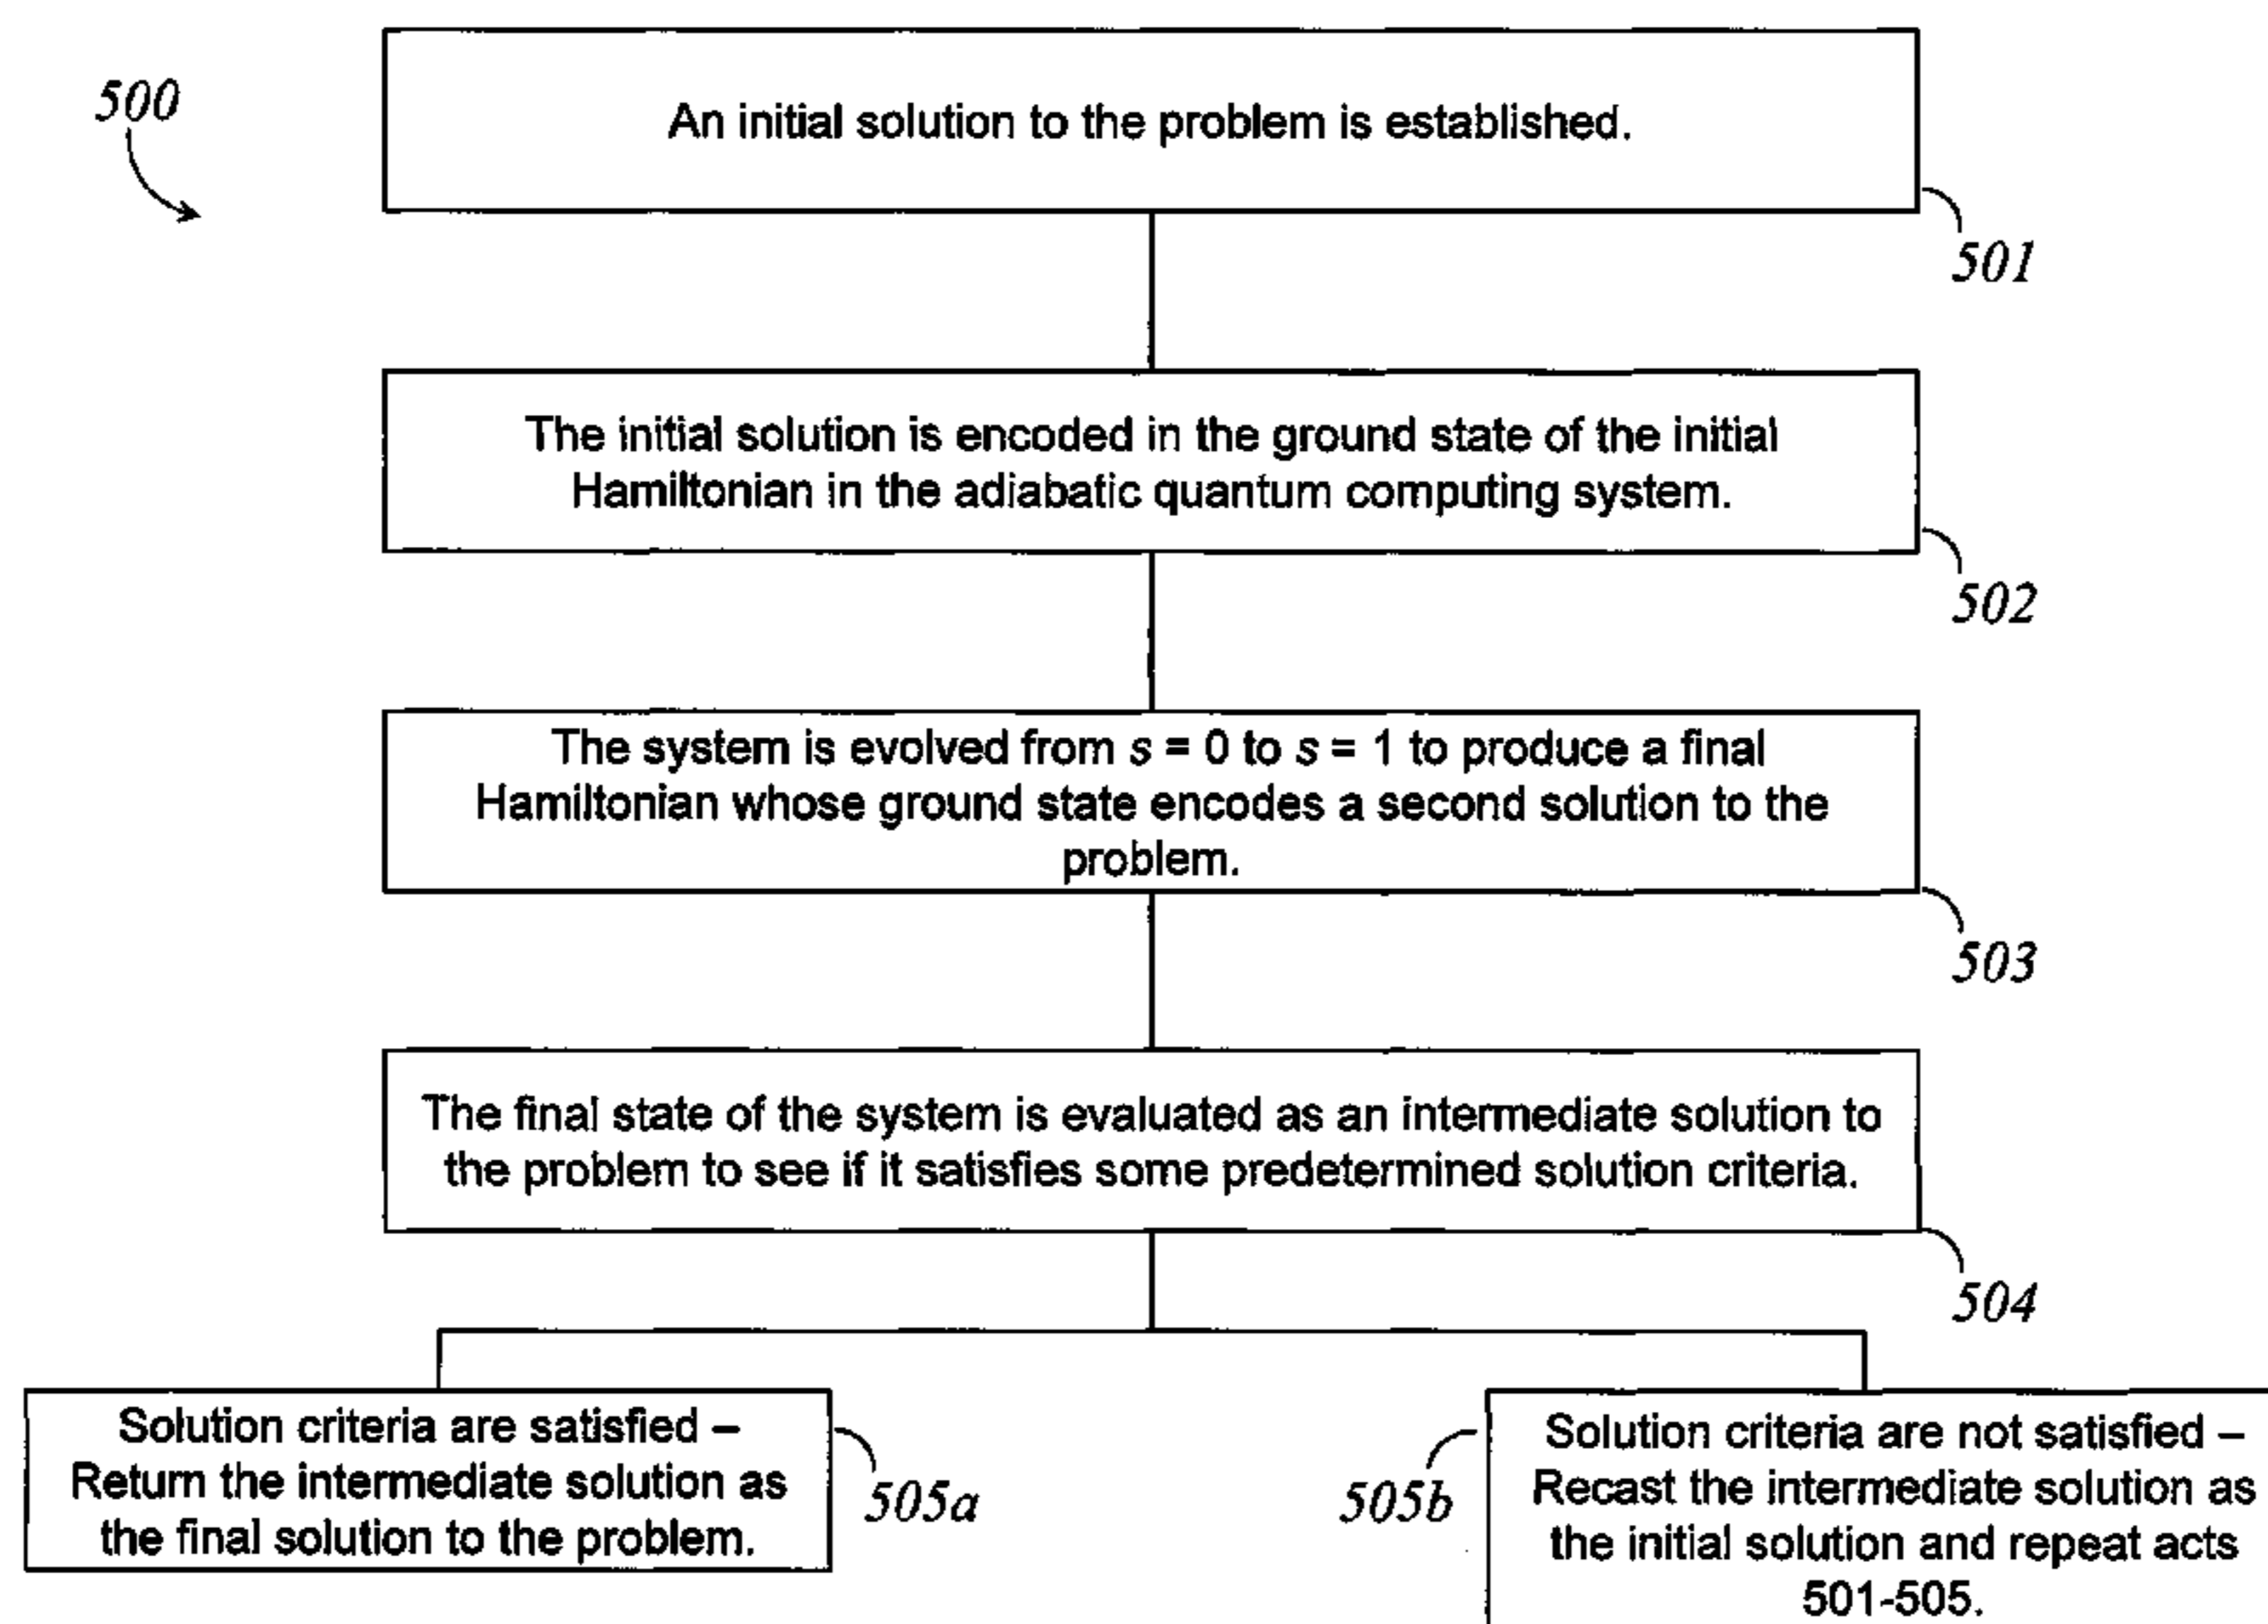 500
An initial solution to the problem is established.
501
The initial solution is encoded in the ground state of the initial
Hamiltonian in the adiabatic quantum computing system.
502
The system is evolved from s = 0 to s = 1 to produce a final
Hamiltonian whose ground state encodes a second solution to the
problem.
503
The final state of the system is evaluated as an intermediate solution to
the problem to see if it satisfies some predetermined solution criteria.
504
Solution criteria are satisfied –
Return the intermediate solution as
the final solution to the problem.
505a
505b
Solution criteria are not satisfied –
Recast the intermediate solution as
the initial solution and repeat acts
501-505.